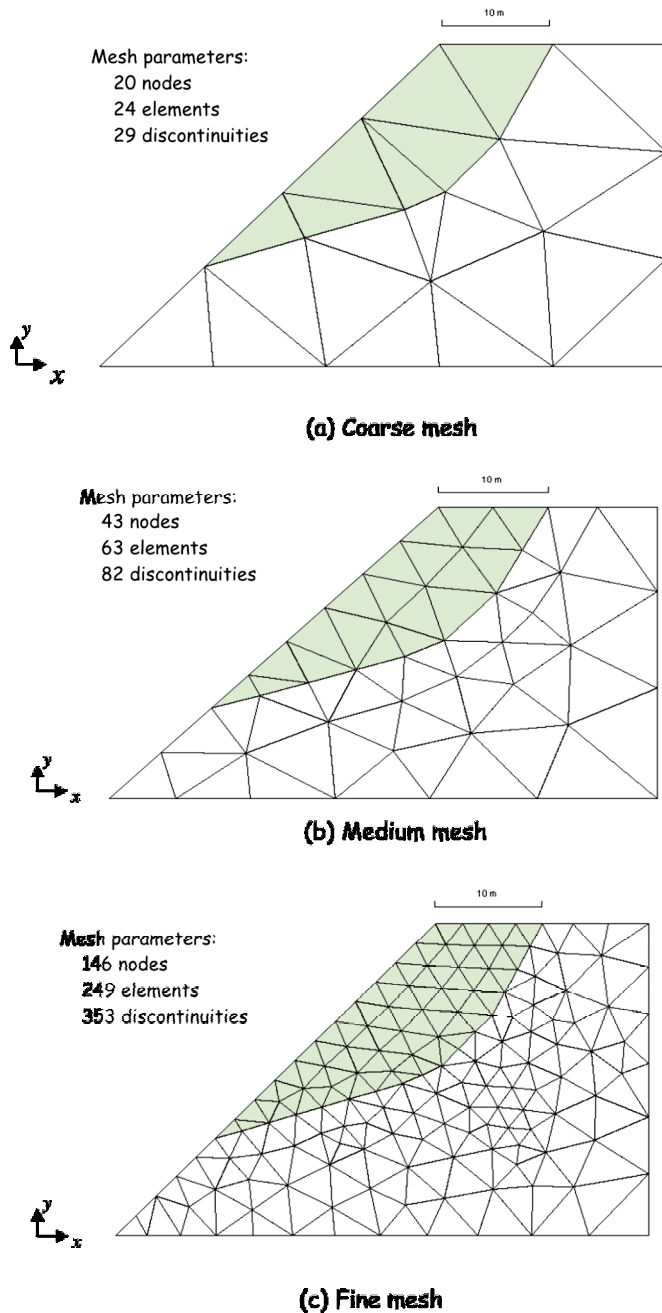 10 m
Mesh parameters:
20 nodes
24 elements
29 discontinuities
y
x
(a) Coarse mesh
10 m
Mesh parameters:
43 nodes
63 elements
82 discontinuities
y
x
(b) Medium mesh
10 m
Mesh parameters:
146 nodes
249 elements
353 discontinuities
y
x
(c) Fine mesh